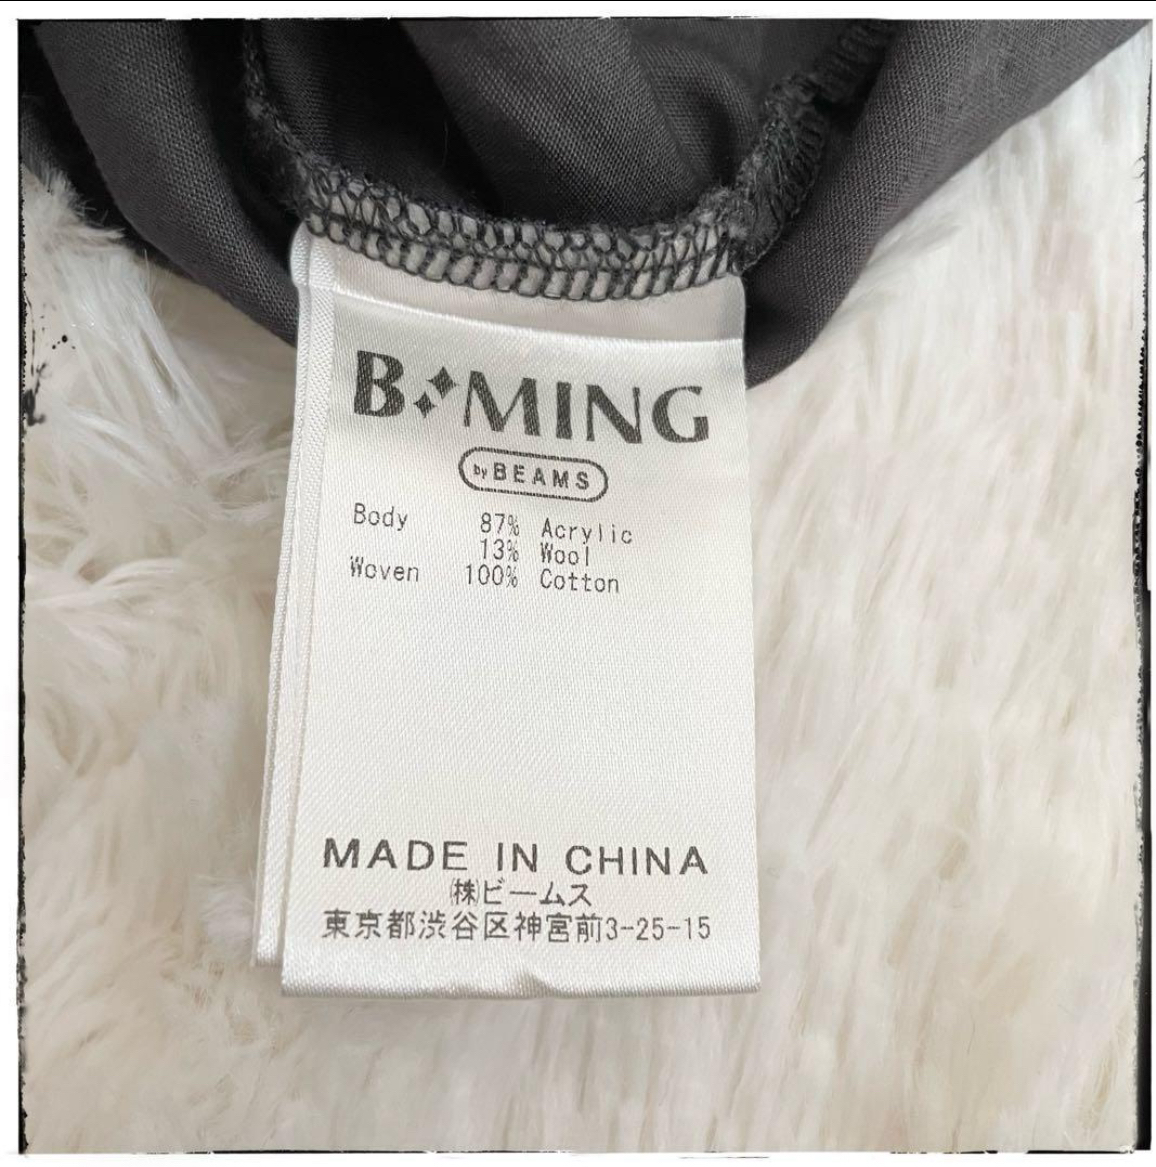 B:MING
by BEAMS
Body 87% Acrylic
13% Wool
Woven 100% Cotton
MADE IN CHINA
㈱ビームス
東京都渋谷区神宮前3-25-15